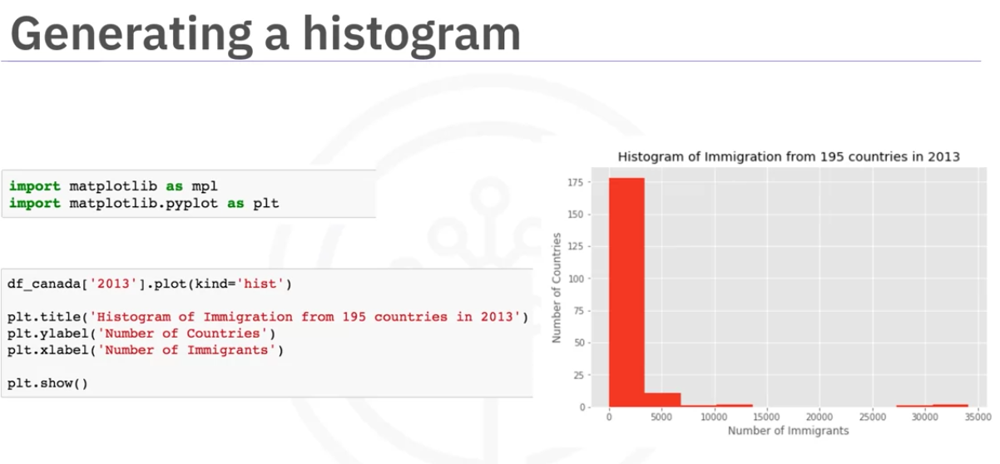 Generating a histogram
import matplotlib as mpl
import matplotlib.pyplot as plt
df_canada['2013'].plot(kind='hist')
plt.title('Histogram of Immigration from 195 countries in 2013')
plt.ylabel('Number of Countries')
plt.xlabel('Number of Immigrants')
plt.show()
Histogram of Immigration from 195 countries in 2013
Number of Countries
175
150
125
100
75
50
25
0
0 5000 10000 15000 20000 25000 30000 35000
Number of Immigrants